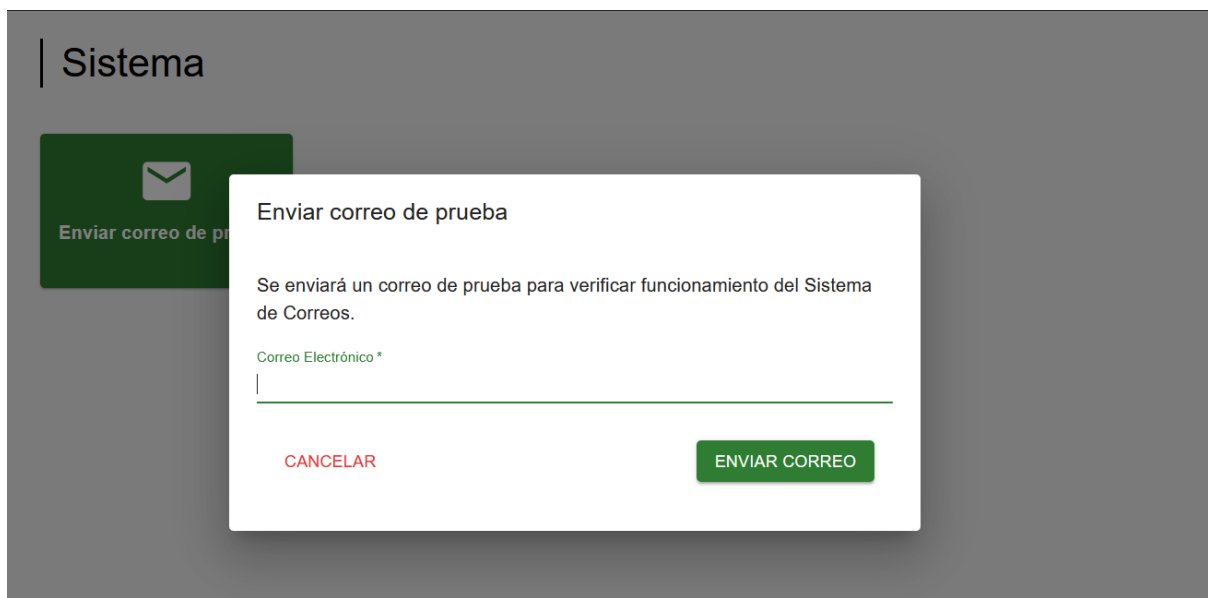 Sistema
Enviar correo de pr
Enviar correo de prueba
Se enviará un correo de prueba para verificar funcionamiento del Sistema
de Correos.
Correo Electrónico *
CANCELAR
ENVIAR CORREO